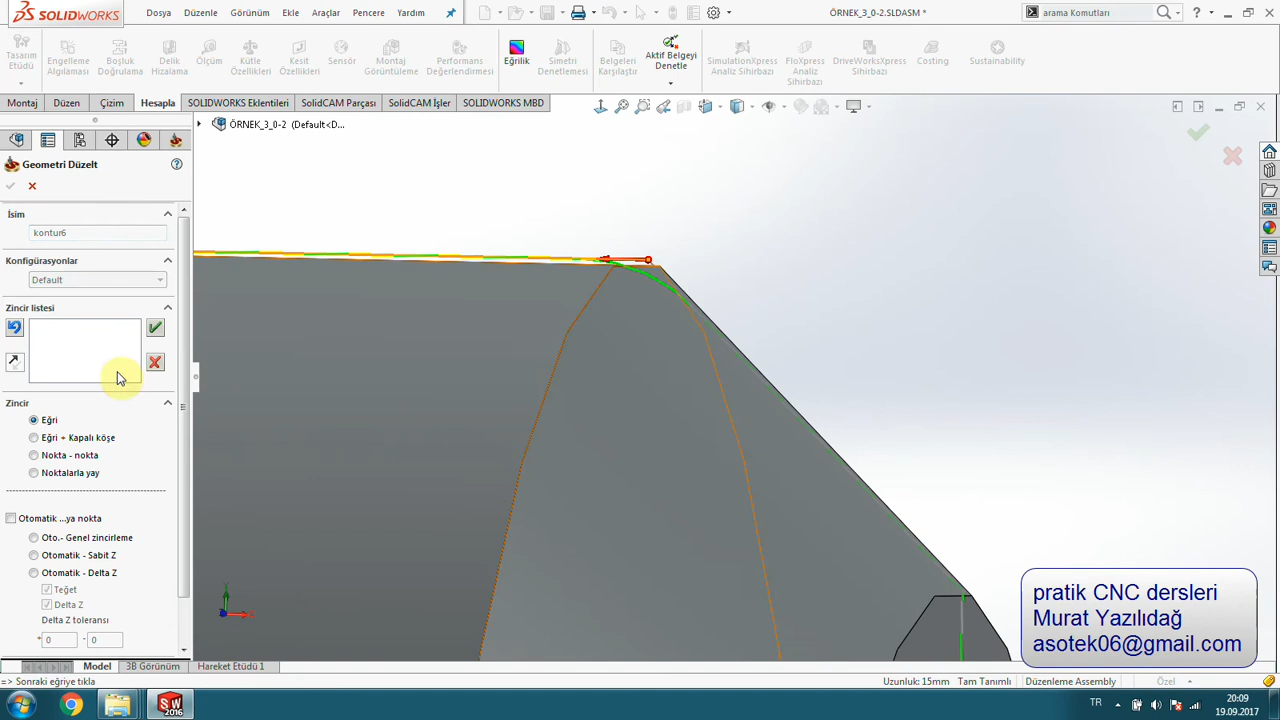 SOLIDWORKS
Dosya Düzenle Görünüm Ekle Araçlar Pencere Yardım
ÖRNEK_3_0-2.SLDASM *
arama Komutları
Tasarım Etüdü
Engelleme Algılaması
Boşluk Doğrulama
Delik Hizalama
Ölçüm
Kütle Özellikleri
Kesit Özellikleri
Sensör
Montaj Görüntüleme
Performans Değerlendirmesi
Eğrilik
Simetri Denetlemesi
Belgeleri Karşılaştır
Aktif Belgeyi Denetle
SimulationXpress Analiz Sihirbazı
FloXpress Analiz Sihirbazı
DriveWorksXpress Sihirbazı
Costing
Sustainability
Montaj Düzen Çizim Hesapla SOLIDWORKS Eklentileri SolidCAM Parçası SolidCAM İşler SOLIDWORKS MBD
ÖRNEK_3_0-2 (Default<D...
Geometri Düzelt
İsim
kontur6
Konfigürasyonlar
Default
Zincir listesi
Zincir
Eğri
Eğri + Kapalı köşe
Nokta - nokta
Noktalarla yay
Otomatik ...ya nokta
Oto.- Genel zincirleme
Otomatik - Sabit Z
Otomatik - Delta Z
Teğet
Delta Z
Delta Z toleransı
+ 0 - 0
pratik CNC dersleri
Murat Yazılıdağ
asotek06@gmail.com
Model 3B Görünüm Hareket Etüdü 1
=> Sonraki eğriye tıkla
Uzunluk: 15mm Tam Tanımlı Düzenleme Assembly Özel
SW 2016
TR
20:09
19.09.2017